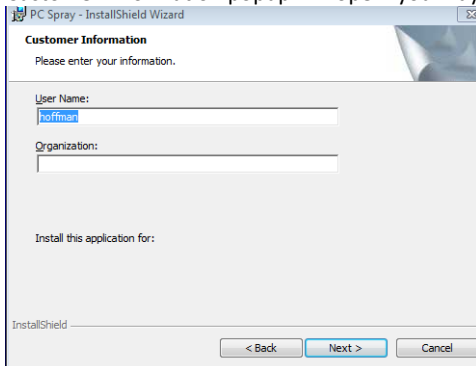 PC Spray - InstallShield Wizard
Customer Information
Please enter your information.
User Name:
hoffman
Organization:
Install this application for:
InstallShield
< Back Next > Cancel